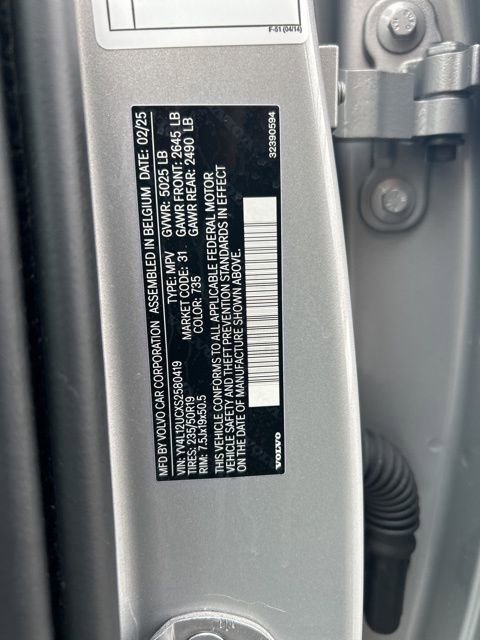 F-51 (04/14)
MFD BY VOLVO CAR CORPORATION ASSEMBLED IN BELGIUM DATE: 02/25
GVWR: 5025 LB
VIN: YV4L12UCXS2580419 TYPE: MPV GAWR FRONT: 2645 LB
TIRES: 235/50R19 MARKET CODE: 31 GAWR REAR: 2490 LB
RIM: 7.5Jx19x50.5 COLOR: 735
THIS VEHICLE CONFORMS TO ALL APPLICABLE FEDERAL MOTOR
VEHICLE SAFETY AND THEFT PREVENTION STANDARDS IN EFFECT
ON THE DATE OF MANUFACTURE SHOWN ABOVE.
VOLVO
32390594